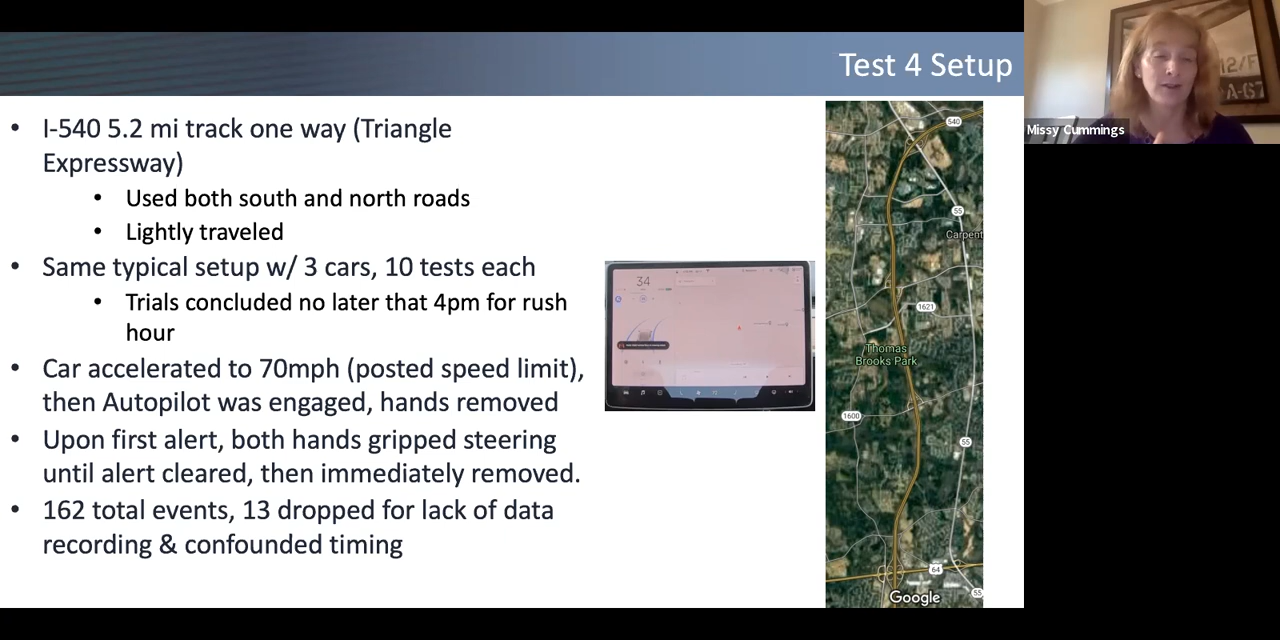 Test 4 Setup
• I-540 5.2 mi track one way (Triangle
Expressway)
• Used both south and north roads
• Lightly traveled
• Same typical setup w/ 3 cars, 10 tests each
• Trials concluded no later that 4pm for rush
hour
• Car accelerated to 70mph (posted speed limit),
then Autopilot was engaged, hands removed
• Upon first alert, both hands gripped steering
until alert cleared, then immediately removed.
• 162 total events, 13 dropped for lack of data
recording & confounded timing
34
540
55
Carpent
1621
Thomas
Brooks Park
1600
55
64
55
Google
12/F
A-67
Missy Cummings